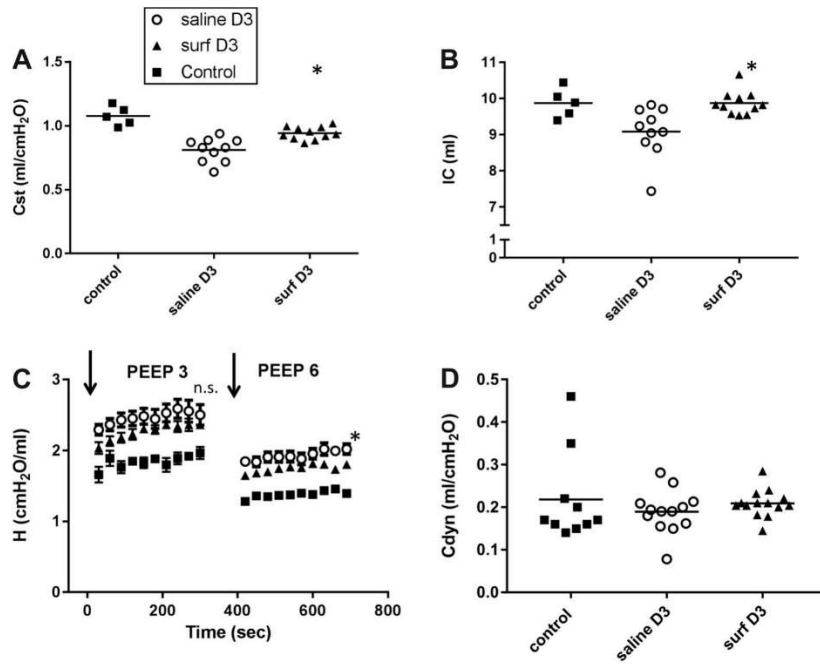 saline D3
surf D3
Control
A
1.5
1.0
0.5
0.0
Cst (ml/cmH₂O)
*
control
saline D3
surf D3
B
11
10
9
8
7
1
0
IC (ml)
*
control
saline D3
surf D3
C
PEEP 3
n.s.
PEEP 6
3
2
1
0
H (cmH₂O/ml)
*
0
200
400
600
800
Time (sec)
D
0.5
0.4
0.3
0.2
0.1
0.0
Cdyn (ml/cmH₂O)
control
saline D3
surf D3